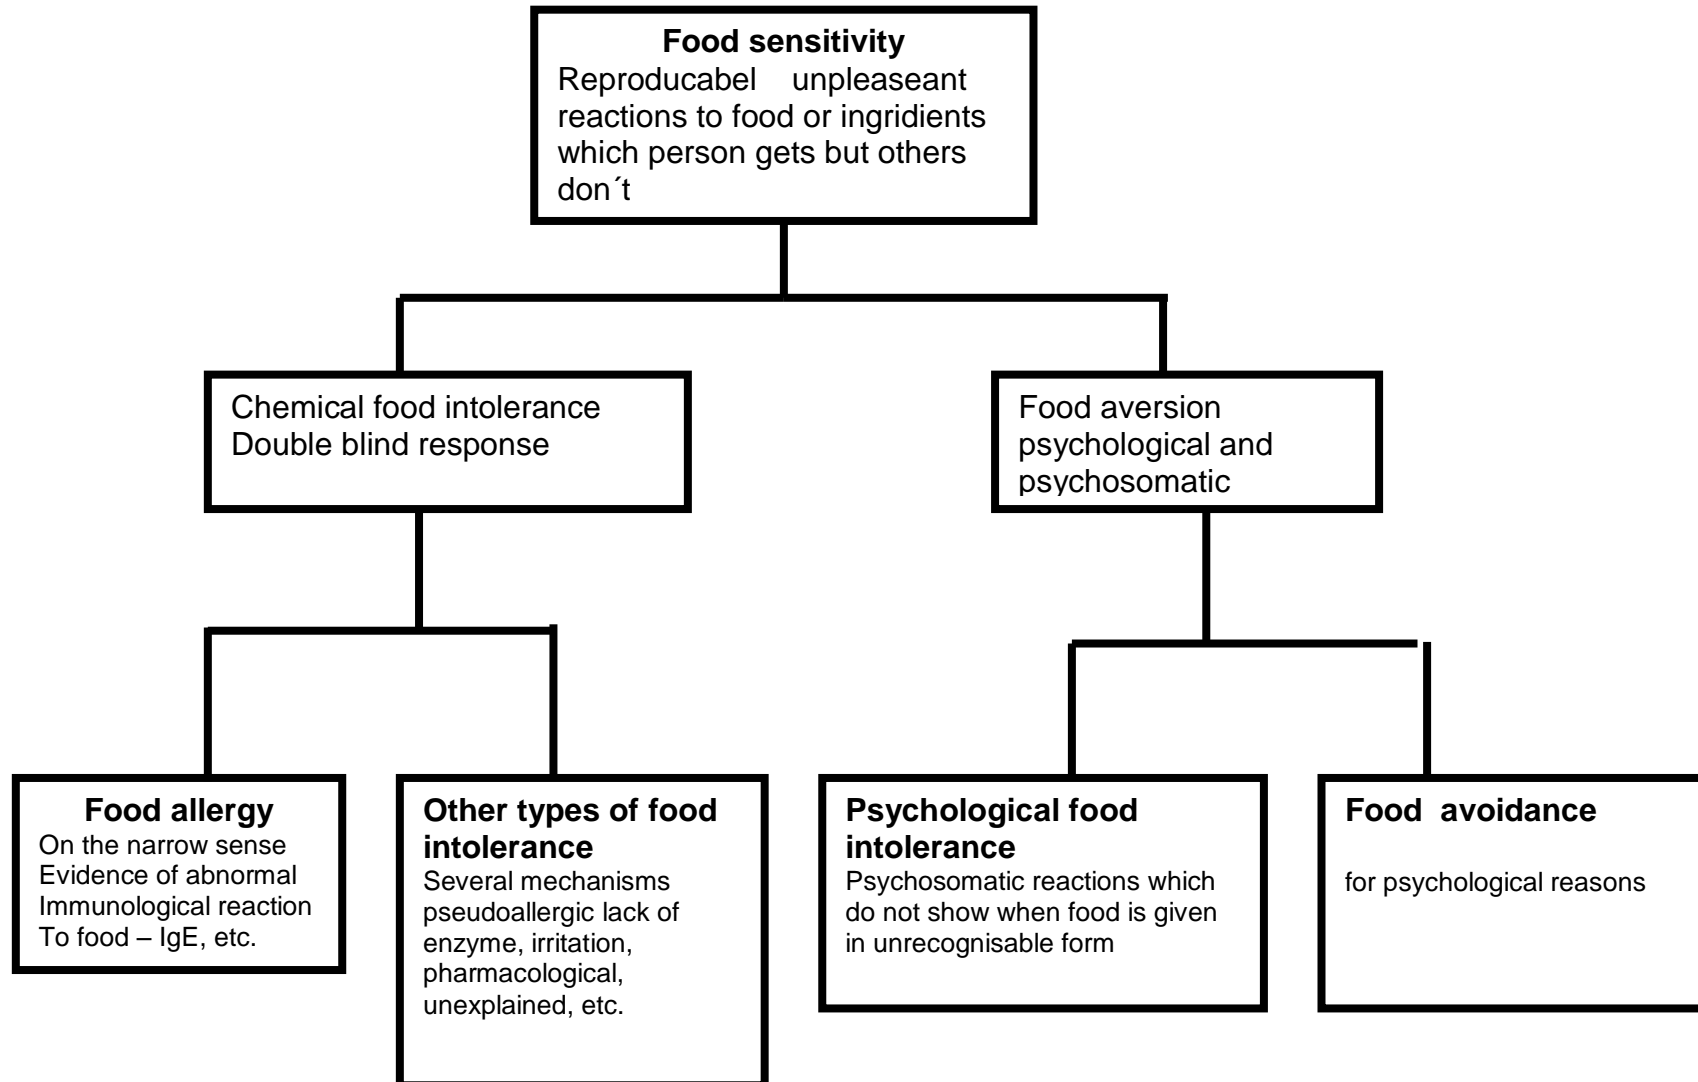 Food sensitivity
Reproducabel unpleaseant
reactions to food or ingridients
which person gets but others
don´t
Chemical food intolerance
Double blind response
Food aversion
psychological and
psychosomatic
Food allergy
On the narrow sense
Evidence of abnormal
Immunological reaction
To food – IgE, etc.
Other types of food
intolerance
Several mechanisms
pseudoallergic lack of
enzyme, irritation,
pharmacological,
unexplained, etc.
Psychological food
intolerance
Psychosomatic reactions which
do not show when food is given
in unrecognisable form
Food avoidance
for psychological reasons